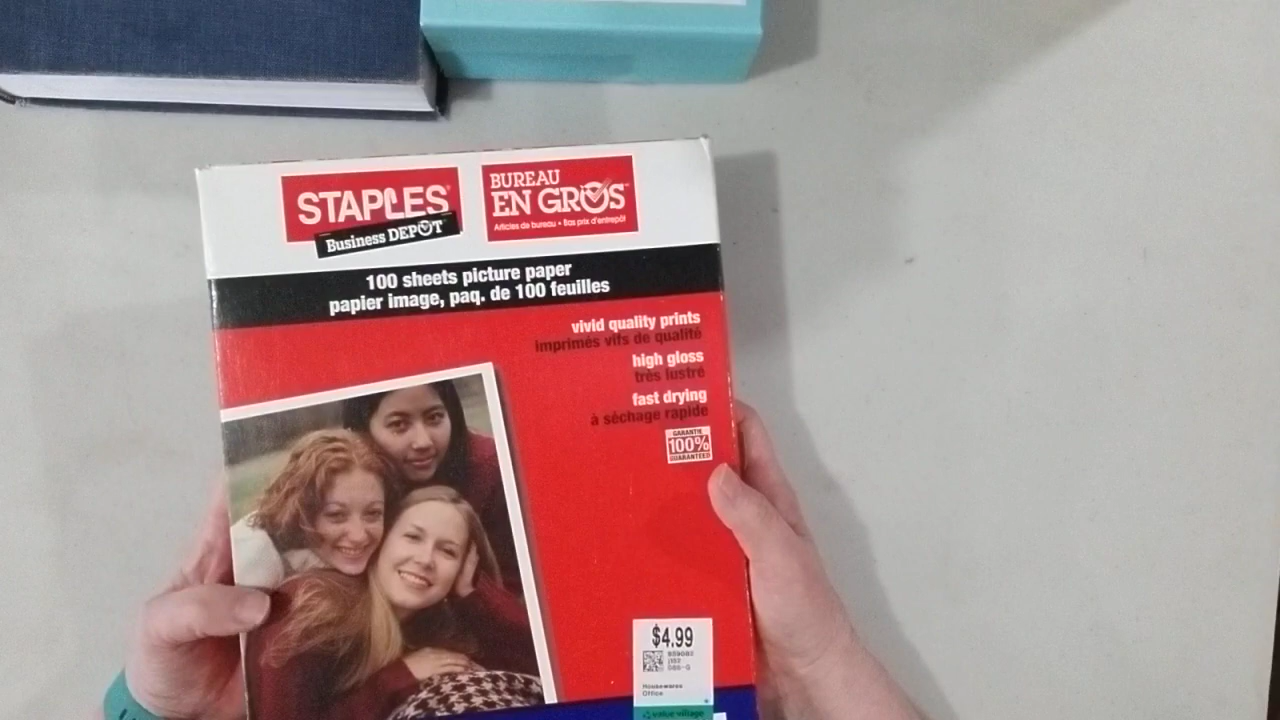 STAPLES
Business DEPOT
BUREAU
EN GROS
Articles de bureau • Bas prix d'entrepôt
100 sheets picture paper
papier image, paq. de 100 feuilles
vivid quality prints
imprimés vifs de qualité
high gloss
très lustré
fast drying
à séchage rapide
GARANTIE
100%
GUARANTEED
$4.99
Housewares
Office
value village